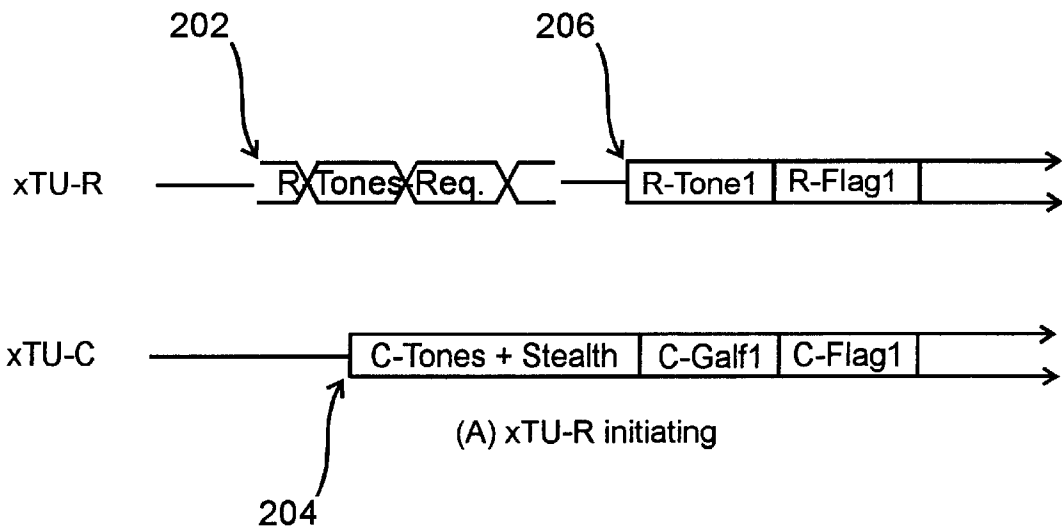 202
206
xTU-R
R-Tones-Req.
R-Tone1
R-Flag1
xTU-C
C-Tones + Stealth
C-Galf1
C-Flag1
(A) xTU-R initiating
204